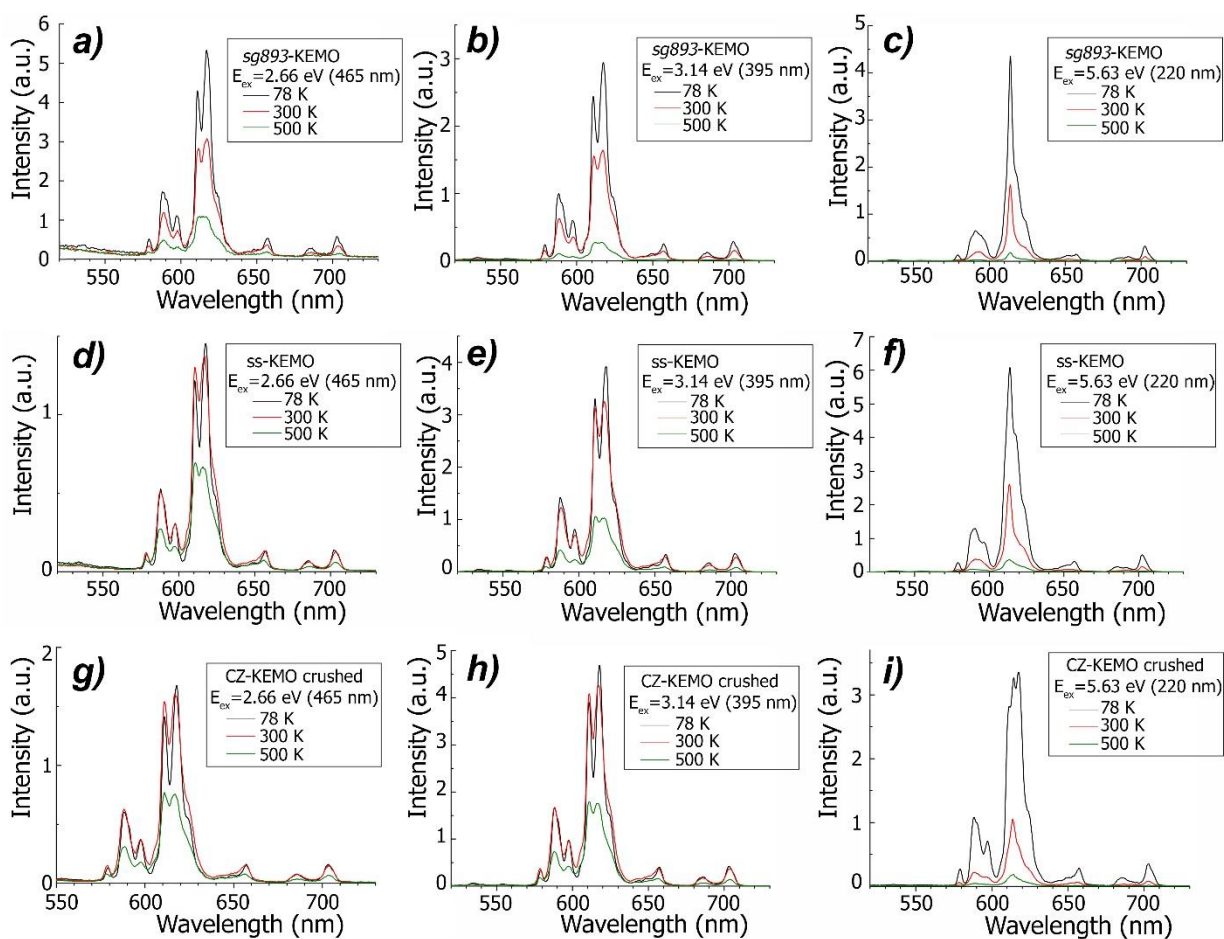 a)
Intensity (a.u.)
6
5
4
3
2
1
0
550 600 650 700
Wavelength (nm)
sg893-KEMO
E_ex=2.66 eV (465 nm)
78 K
300 K
500 K
b)
Intensity (a.u.)
3
2
1
0
550 600 650 700
Wavelength (nm)
sg893-KEMO
E_ex=3.14 eV (395 nm)
78 K
300 K
500 K
c)
Intensity (a.u.)
5
4
3
2
1
0
550 600 650 700
Wavelength (nm)
sg893-KEMO
E_ex=5.63 eV (220 nm)
78 K
300 K
500 K
d)
Intensity (a.u.)
1
0
550 600 650 700
Wavelength (nm)
ss-KEMO
E_ex=2.66 eV (465 nm)
78 K
300 K
500 K
e)
Intensity (a.u.)
4
3
2
1
0
550 600 650 700
Wavelength (nm)
ss-KEMO
E_ex=3.14 eV (395 nm)
78 K
300 K
500 K
f)
Intensity (a.u.)
7
6
5
4
3
2
1
0
550 600 650 700
Wavelength (nm)
ss-KEMO
E_ex=5.63 eV (220 nm)
78 K
300 K
500 K
g)
Intensity (a.u.)
2
1
0
550 600 650 700
Wavelength (nm)
CZ-KEMO crushed
E_ex=2.66 eV (465 nm)
78 K
300 K
500 K
h)
Intensity (a.u.)
5
4
3
2
1
0
550 600 650 700
Wavelength (nm)
CZ-KEMO crushed
E_ex=3.14 eV (395 nm)
78 K
300 K
500 K
i)
Intensity (a.u.)
3
2
1
0
550 600 650 700
Wavelength (nm)
CZ-KEMO crushed
E_ex=5.63 eV (220 nm)
78 K
300 K
500 K